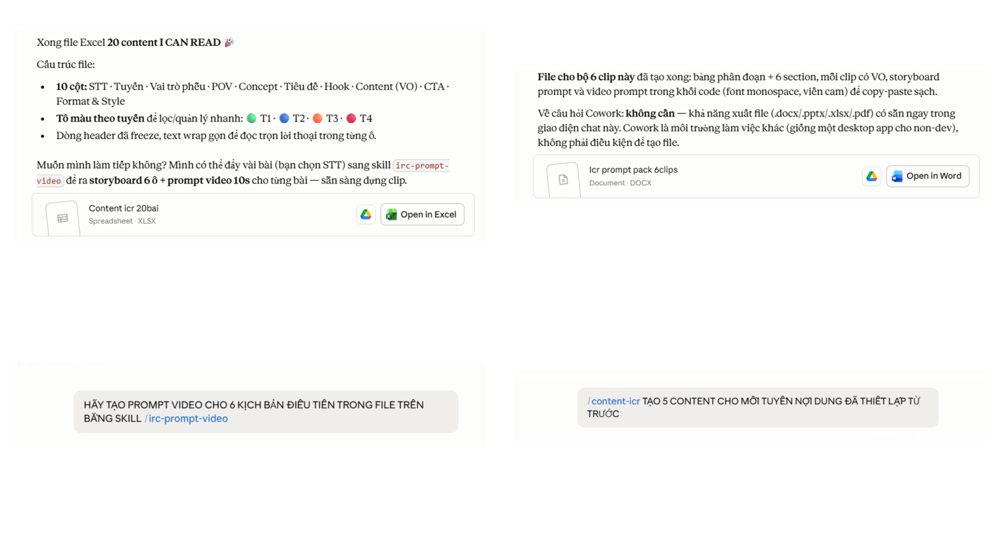 Xong file Excel 20 content I CAN READ 🎉
Cấu trúc file:
• 10 cột: STT · Tuyến · Vai trò phễu · POV · Concept · Tiêu đề · Hook · Content (VO) · CTA ·
Format & Style
• Tô màu theo tuyến để lọc/quản lý nhanh: 🟢 T1 · 🔵 T2 · 🟠 T3 · 🔴 T4
• Dòng header đã freeze, text wrap gọn để đọc trọn lời thoại trong từng ô.
Muốn mình làm tiếp không? Mình có thể đẩy vài bài (bạn chọn STT) sang skill irc-prompt-
video để ra storyboard 6 ô + prompt video 10s cho từng bài — sẵn sàng dựng clip.
Content icr 20bai
Spreadsheet · XLSX
Open in Excel
File cho bộ 6 clip này đã tạo xong: bảng phân đoạn + 6 section, mỗi clip có VO, storyboard
prompt và video prompt trong khối code (font monospace, viền cam) để copy-paste sạch.
Về câu hỏi Cowork: không cần — khả năng xuất file (.docx/.pptx/.xlsx/.pdf) có sẵn ngay trong
giao diện chat này. Cowork là môi trường làm việc khác (giống một desktop app cho non-dev),
không phải điều kiện để tạo file.
Icr prompt pack 6clips
Document · DOCX
Open in Word
HÃY TẠO PROMPT VIDEO CHO 6 KỊCH BẢN ĐIÊU TIÊN TRONG FILE TRÊN
BẰNG SKILL /irc-prompt-video
/content-icr TẠO 5 CONTENT CHO MỖI TUYẾN NỘI DUNG ĐÃ THIẾT LẬP TỪ
TRƯỚC